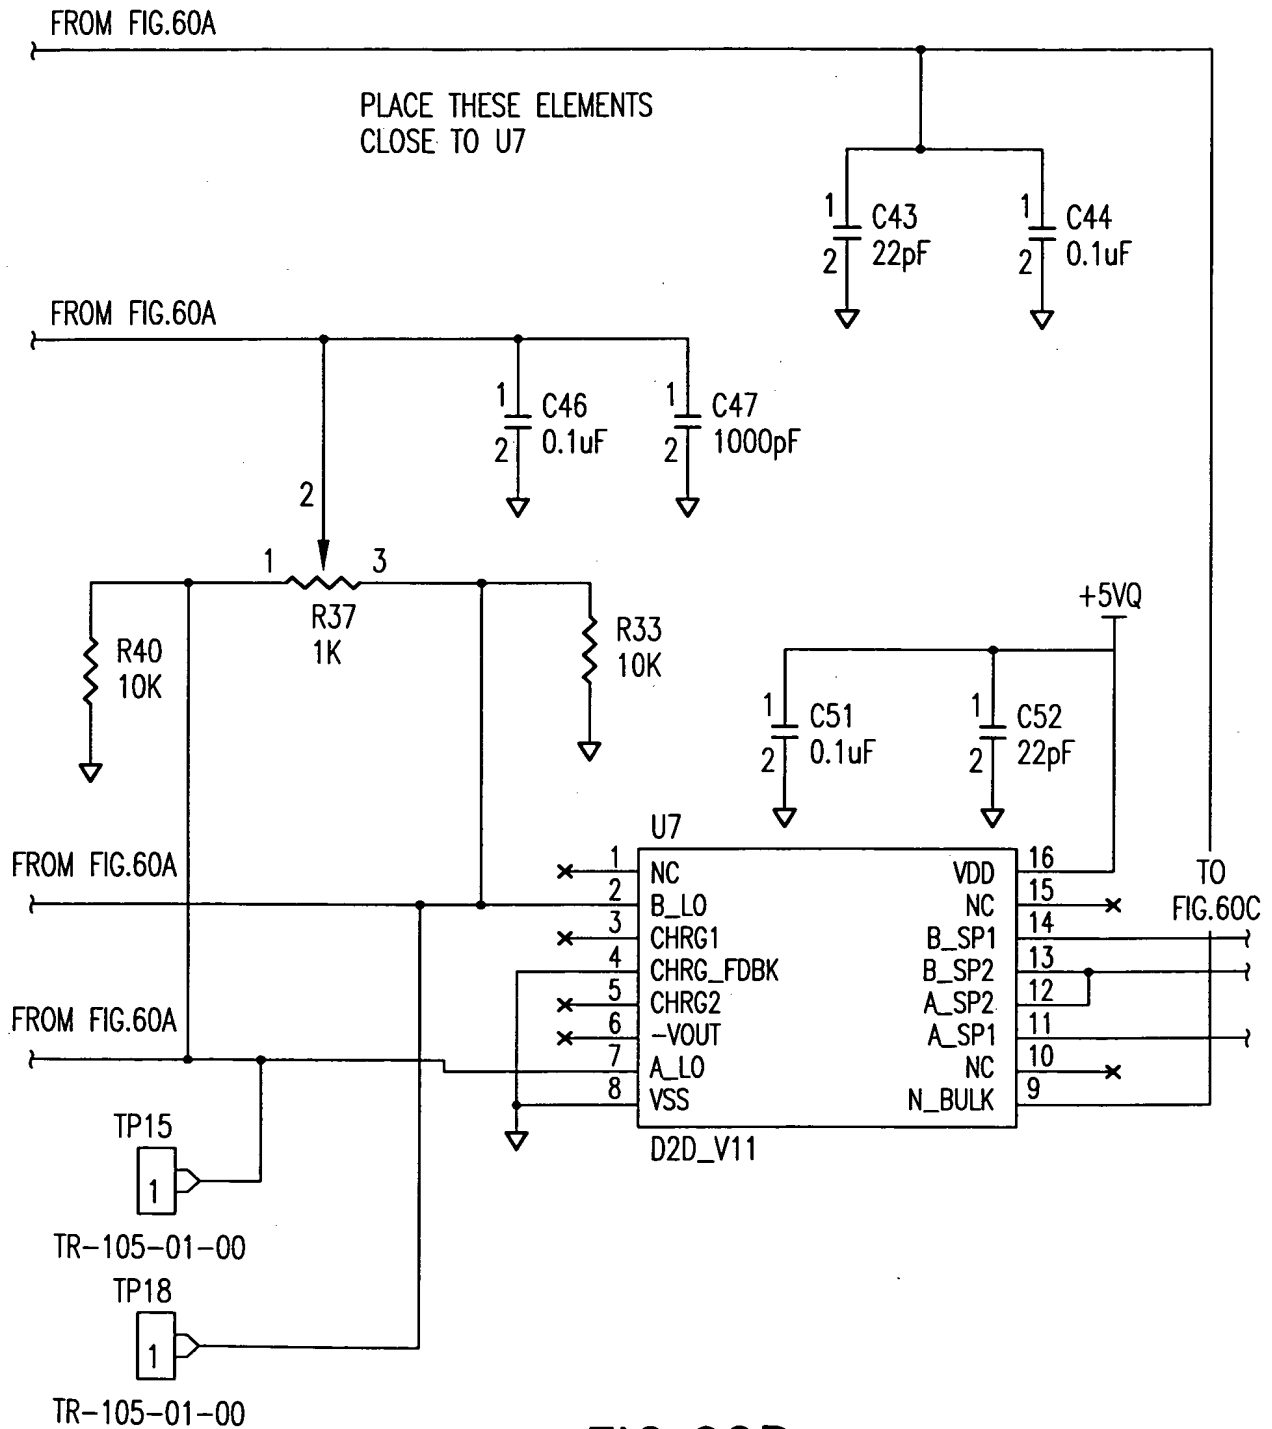 FROM FIG.60A
PLACE THESE ELEMENTS
CLOSE TO U7
1
C43
22pF
2
1
C44
0.1uF
2
FROM FIG.60A
1
C46
0.1uF
2
1
C47
1000pF
2
2
1
3
R37
1K
R40
10K
R33
10K
+5VQ
1
C51
0.1uF
2
1
C52
22pF
2
U7
FROM FIG.60A
1 NC
2 B_LO
3 CHRG1
4 CHRG_FDBK
5 CHRG2
6 -VOUT
7 A_LO
8 VSS
VDD 16
NC 15
B_SP1 14
B_SP2 13
A_SP2 12
A_SP1 11
NC 10
N_BULK 9
TO
FIG.60C
FROM FIG.60A
D2D_V11
TP15
1
TR-105-01-00
TP18
1
TR-105-01-00